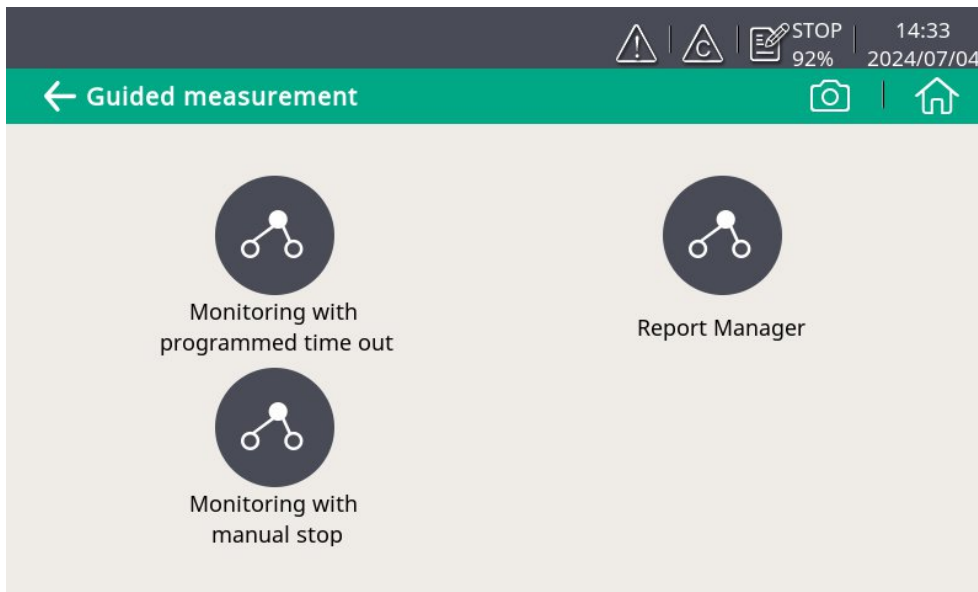 STOP 14:33
92% 2024/07/04
Guided measurement
Monitoring with
programmed time out
Report Manager
Monitoring with
manual stop
C